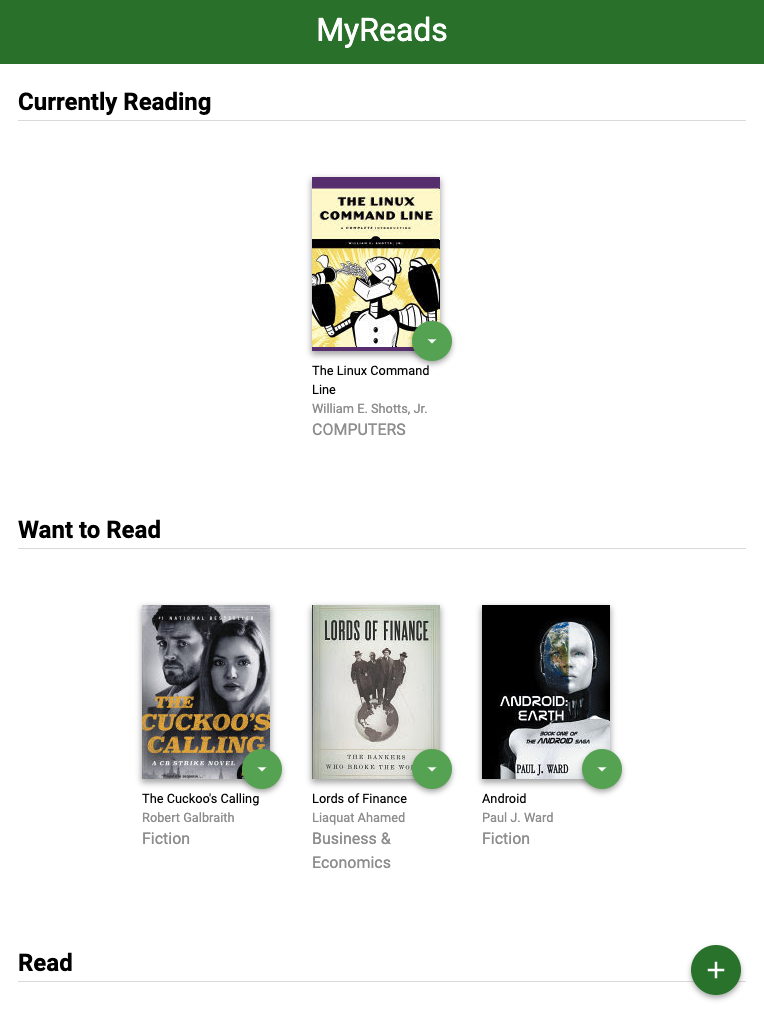 MyReads
Currently Reading
THE LINUX
COMMAND LINE
A COMPLETE INTRODUCTION
WILLIAM E. SHOTTS, JR.
The Linux Command
Line
William E. Shotts, Jr.
COMPUTERS
Want to Read
#1 NATIONAL BESTSELLER
THE
CUCKOO'S
CALLING
A CB STRIKE NOVEL
The Cuckoo's Calling
Robert Galbraith
Fiction
LORDS OF FINANCE
THE BANKERS
WHO BROKE THE
Lords of Finance
Liaquat Ahamed
Business &
Economics
ANDROID:
EARTH
BOOK ONE OF
THE ANDROID SAGA
PAUL J. WARD
Android
Paul J. Ward
Fiction
Read